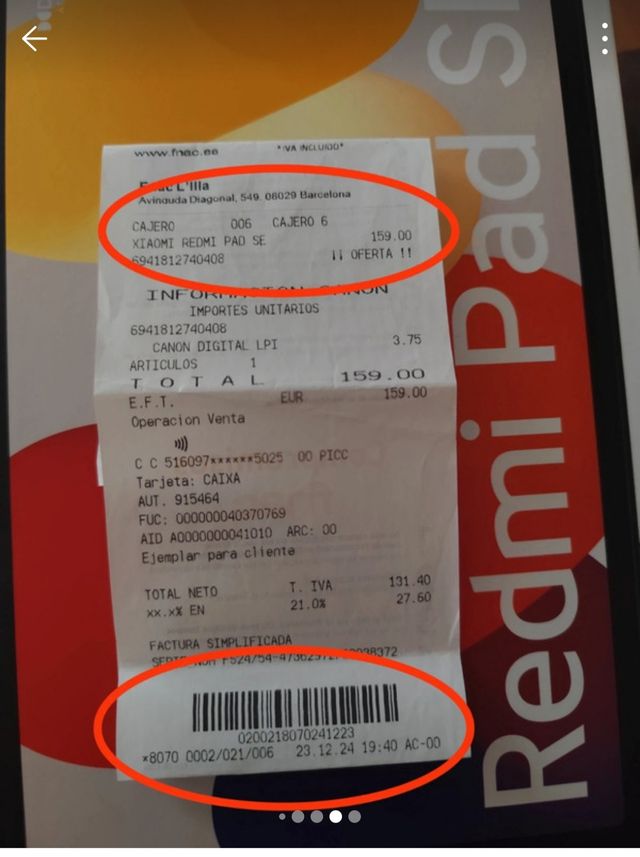 www.fnac.es *IVA INCLUIDO*
Fnac L'illa
Avinguda Diagonal, 549. 08029 Barcelona
CAJERO 006 CAJERO 6
XIAOMI REDMI PAD SE 159.00
6941812740408 ¡¡ OFERTA !!
INFORMACION CANON
IMPORTES UNITARIOS
6941812740408
CANON DIGITAL LPI 3.75
ARTICULOS 1
T O T A L 159.00
E.F.T. EUR 159.00
Operacion Venta
C C 516097******5025 00 PICC
Tarjeta: CAIXA
AUT. 915464
FUC: 000000040370769
AID A0000000041010 ARC: 00
Ejemplar para cliente
TOTAL NETO T. IVA 131.40
xx.x% EN 21.0% 27.60
FACTURA SIMPLIFICADA
0200218070241223
*8070 0002/021/006 23.12.24 19:40 AC-00
Redmi Pad